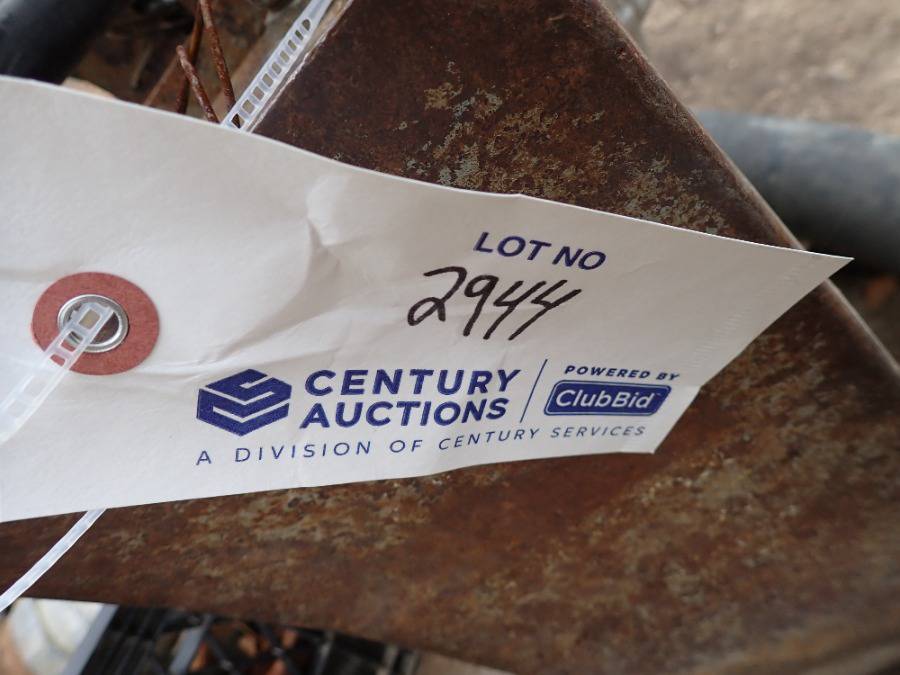 LOT NO
2944
CENTURY
AUCTIONS
POWERED BY
ClubBid
A DIVISION OF CENTURY SERVICES